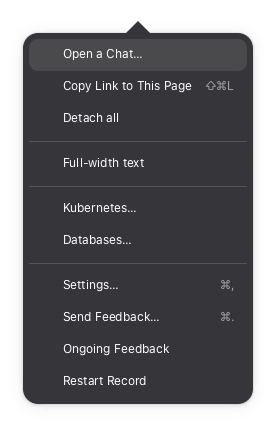 Open a Chat...
Copy Link to This Page ⇧⌘L
Detach all
Full-width text
Kubernetes...
Databases...
Settings... ⌘,
Send Feedback... ⌘.
Ongoing Feedback
Restart Record